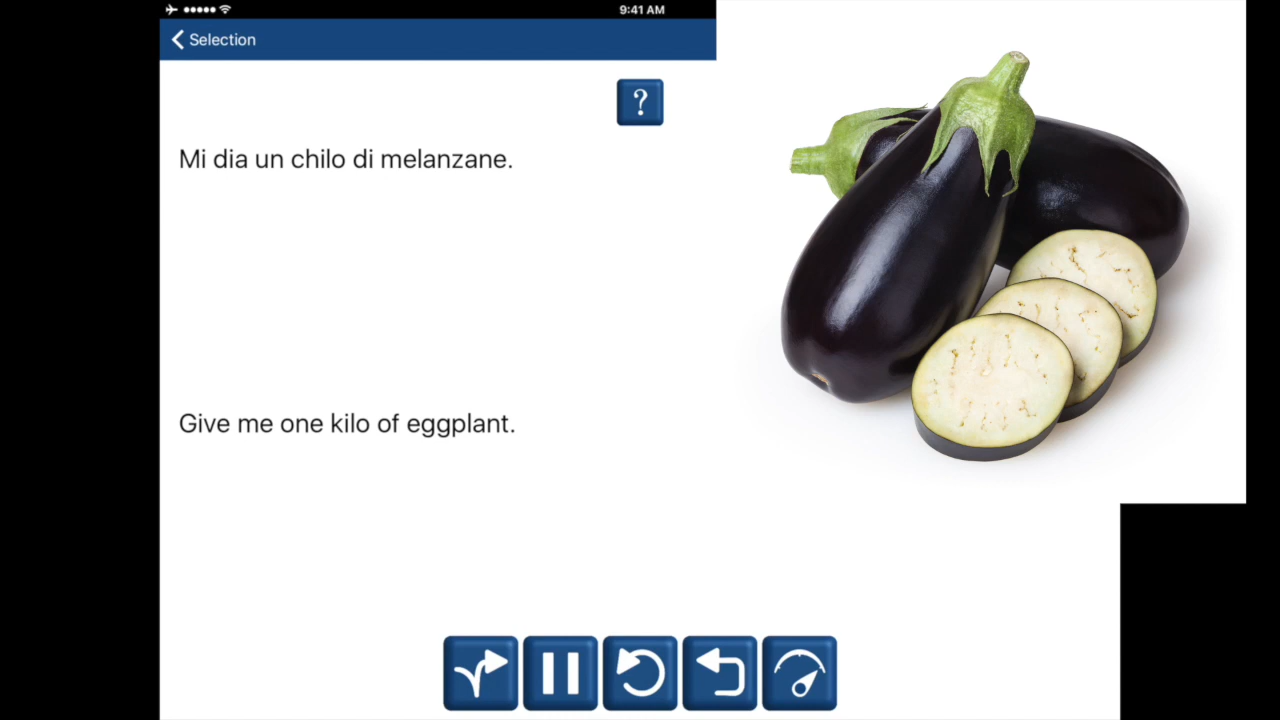 9:41 AM
Selection
?
Mi dia un chilo di melanzane.
Give me one kilo of eggplant.